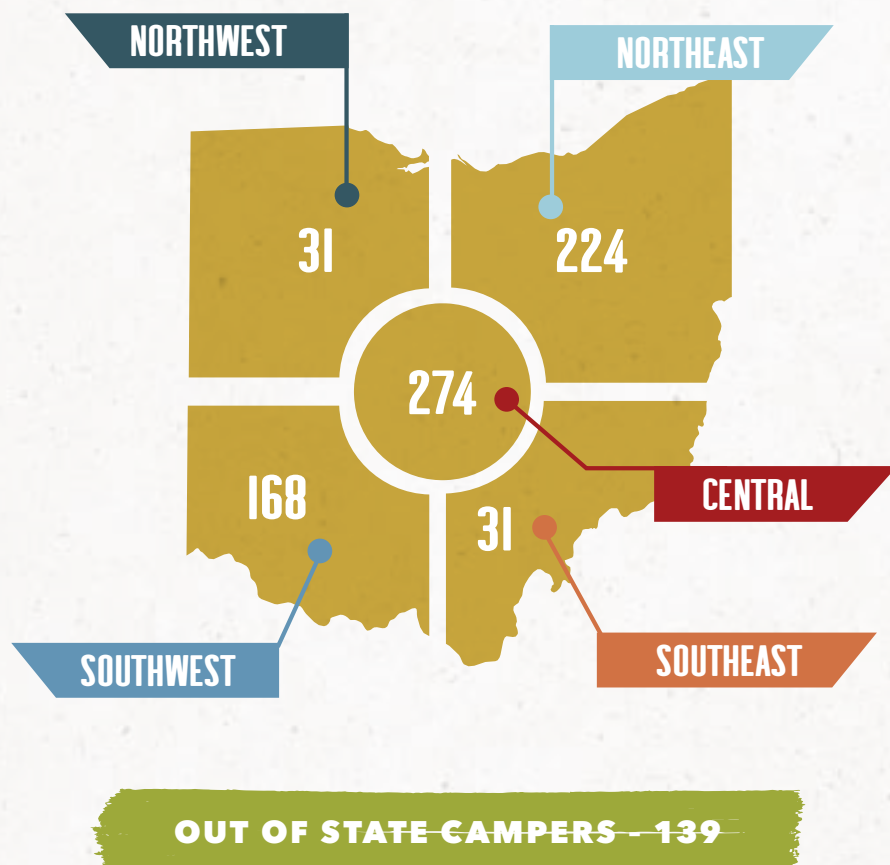 NORTHWEST
NORTHEAST
31
224
274
168
CENTRAL
31
SOUTHWEST
SOUTHEAST
OUT OF STATE CAMPERS - 139